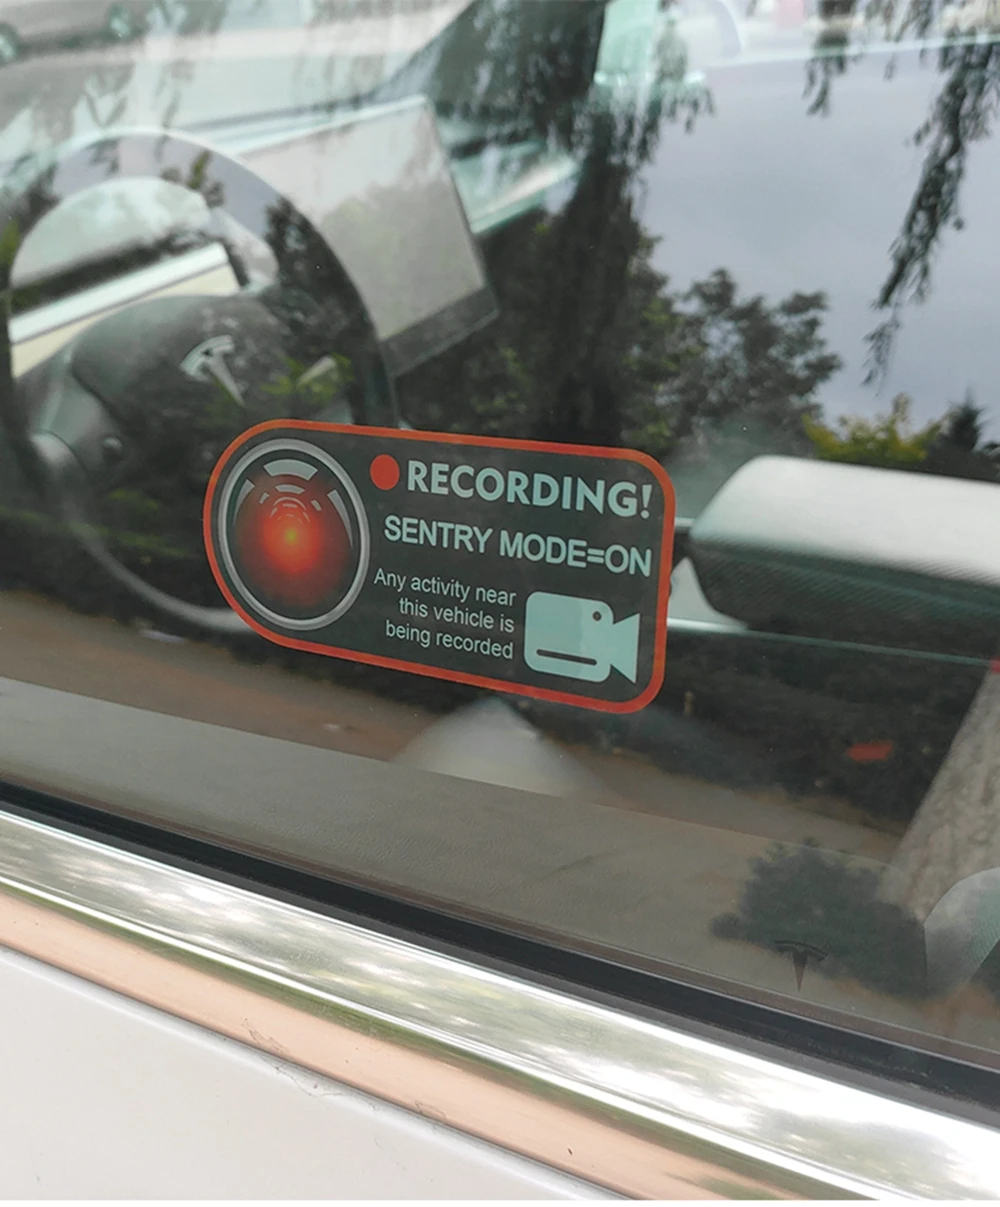 RECORDING!
SENTRY MODE=ON
Any activity near
this vehicle is
being recorded